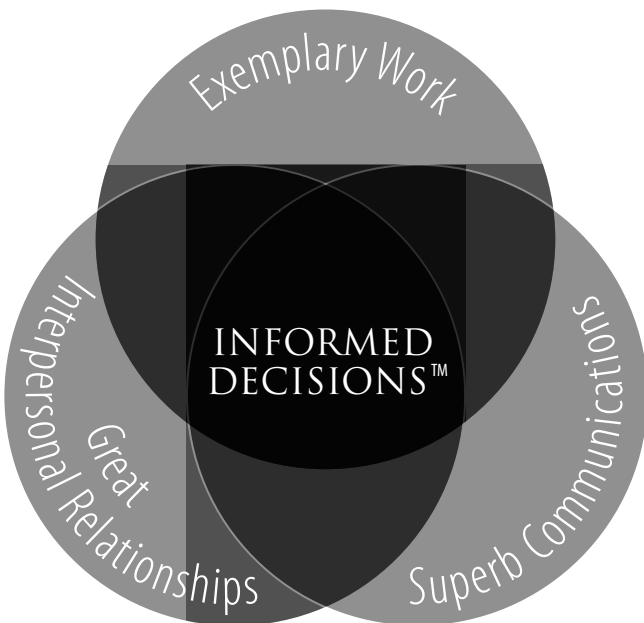 Exemplary Work
INFORMED
DECISIONS™
Great
Interpersonal Relationships
Superb Communications